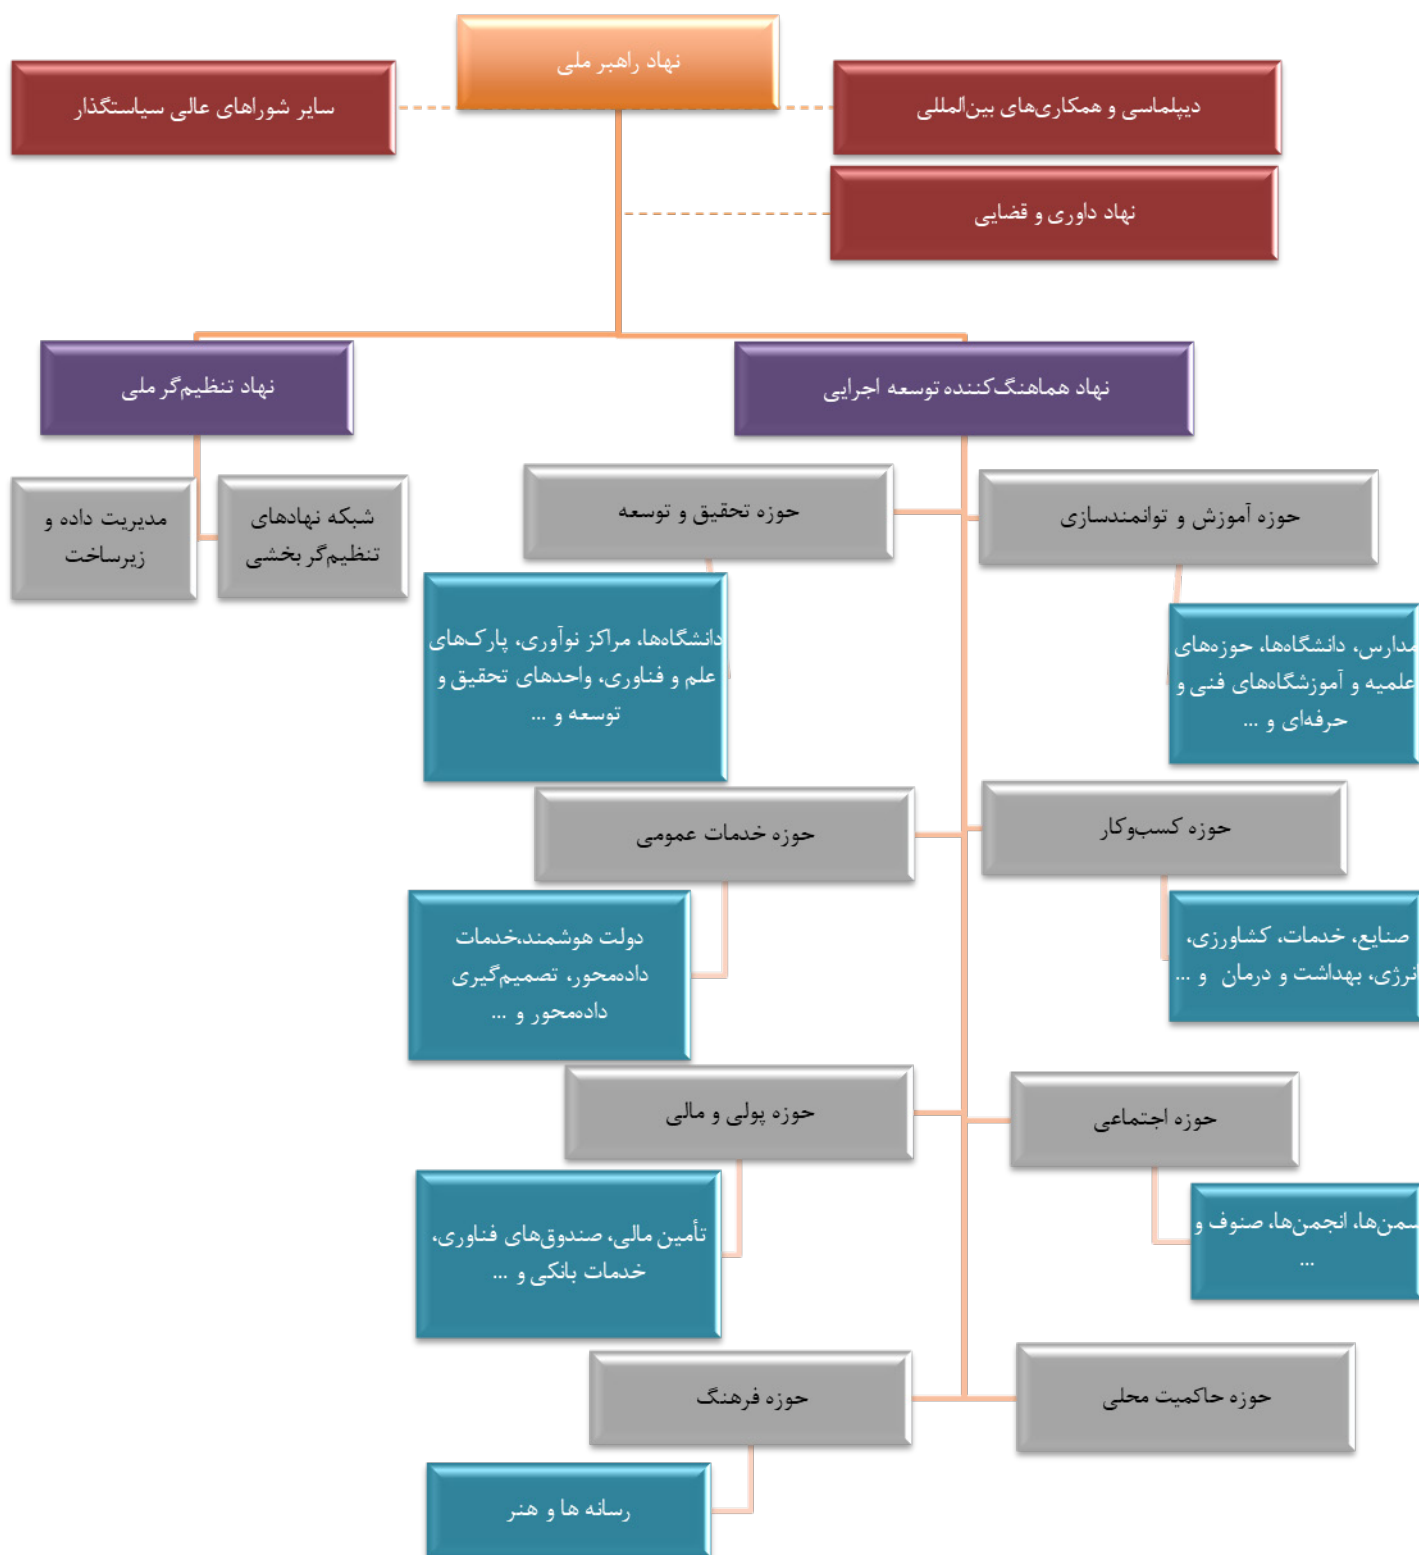 نهاد راهبر ملی
دیپلماسی و همکاری‌های بین‌المللی
سایر شوراهای عالی سیاستگذار
نهاد داوری و قضایی
نهاد هماهنگ‌کننده توسعه اجرایی
نهاد تنظیم‌گر ملی
شبکه نهادهای
تنظیم‌گر بخشی
مدیریت داده و
زیرساخت
حوزه آموزش و توانمندسازی
حوزه تحقیق و توسعه
مدارس، دانشگاه‌ها، حوزه‌های
علمیه و آموزشگاه‌های فنی و
حرفه‌ای و ...
دانشگاه‌ها، مراکز نوآوری، پارک‌های
علم و فناوری، واحدهای تحقیق و
توسعه و ...
حوزه کسب‌وکار
حوزه خدمات عمومی
صنایع، خدمات، کشاورزی،
انرژی، بهداشت و درمان و ...
دولت هوشمند،خدمات
داده‌محور، تصمیم‌گیری
داده‌محور و ...
حوزه اجتماعی
حوزه پولی و مالی
سمن‌ها، انجمن‌ها، صنوف و
...
تأمین مالی، صندوق‌های فناوری،
خدمات بانکی و ...
حوزه حاکمیت محلی
حوزه فرهنگ
رسانه ها و هنر